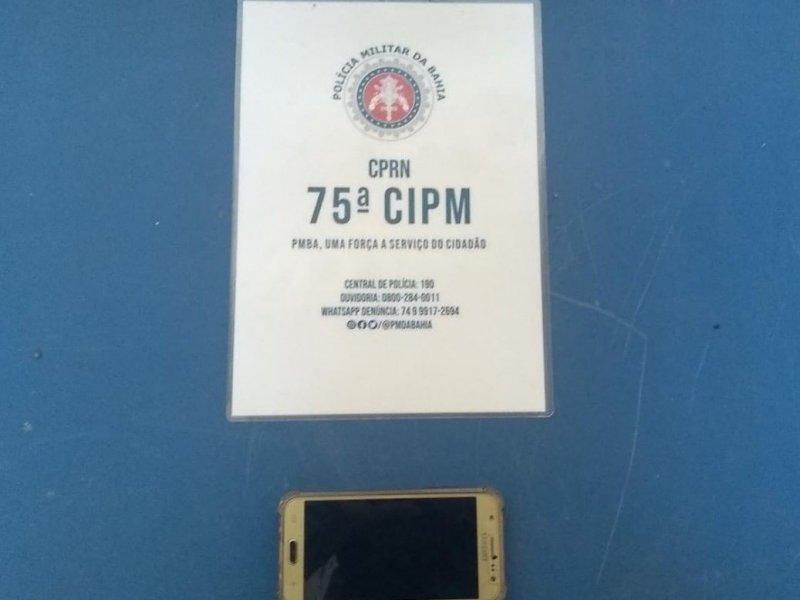 POLÍCIA MILITAR DA BAHIA
CPRN
75ª CIPM
PMBA, UMA FORÇA A SERVIÇO DO CIDADÃO
CENTRAL DE POLÍCIA: 190
OUVIDORIA: 0800-284-0011
WHATSAPP DENÚNCIA: 74 9 9917-2694
/@PMDABAHIA
SAMSUNG